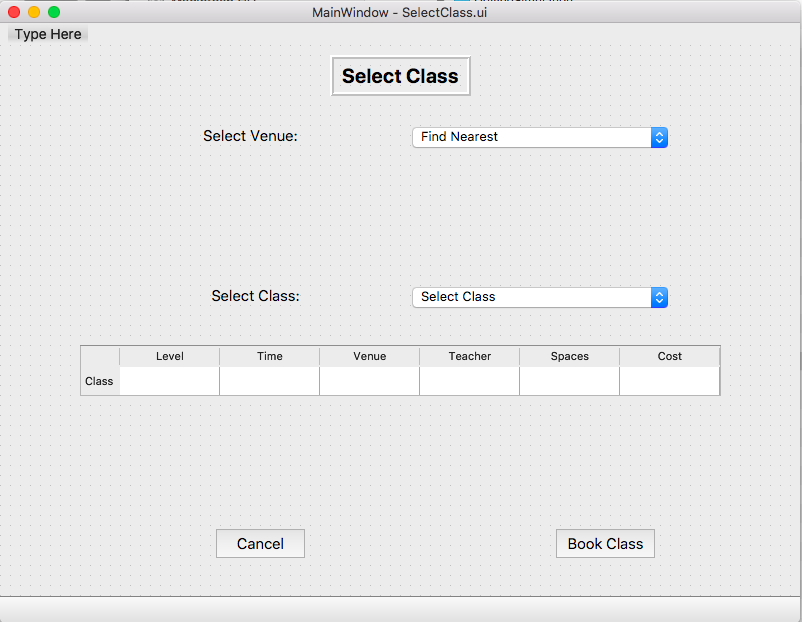 MainWindow - SelectClass.ui
Type Here
Select Class
Select Venue: Find Nearest
Select Class: Select Class
Level Time Venue Teacher Spaces Cost
Class
Cancel Book Class